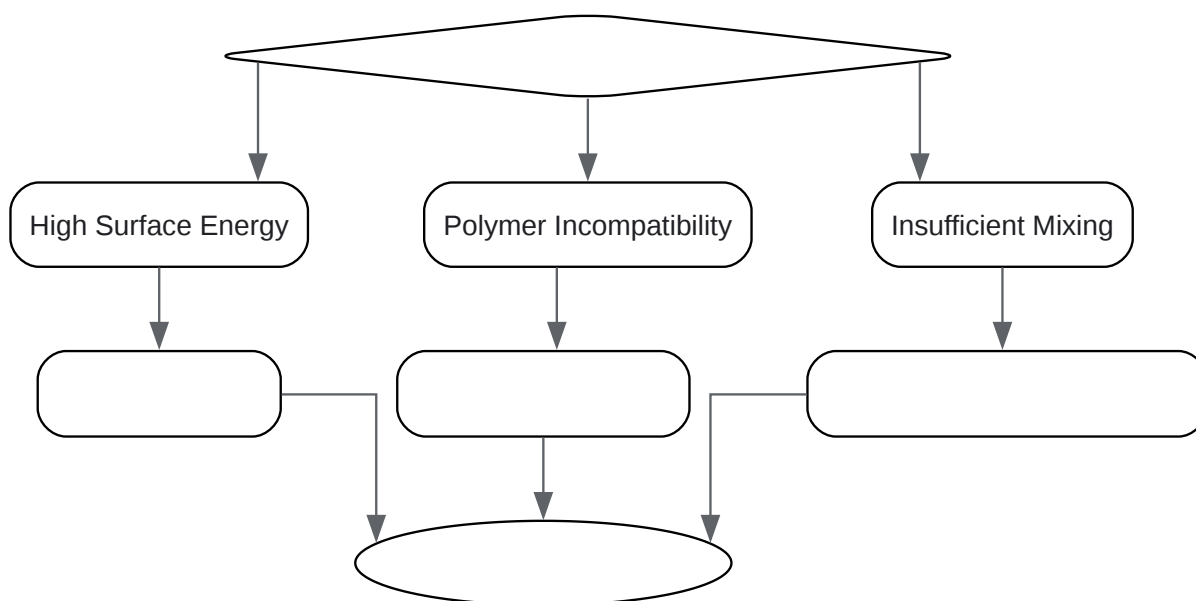 High Surface Energy
Polymer Incompatibility
Insufficient Mixing